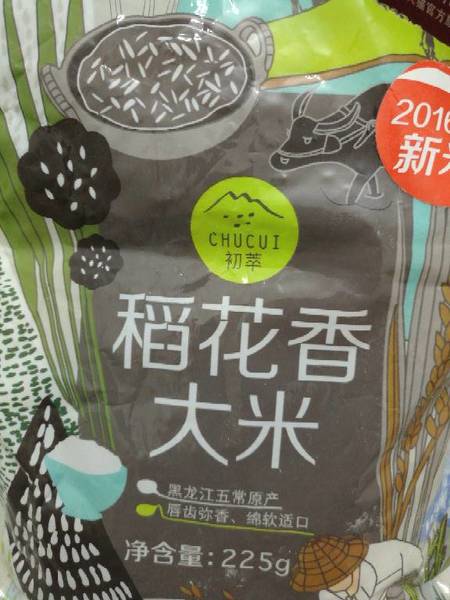 2016
新
CHUCUI
初萃
稻花香
大米
黑龙江五常原产
唇齿弥香、绵软适口
净含量: 225g